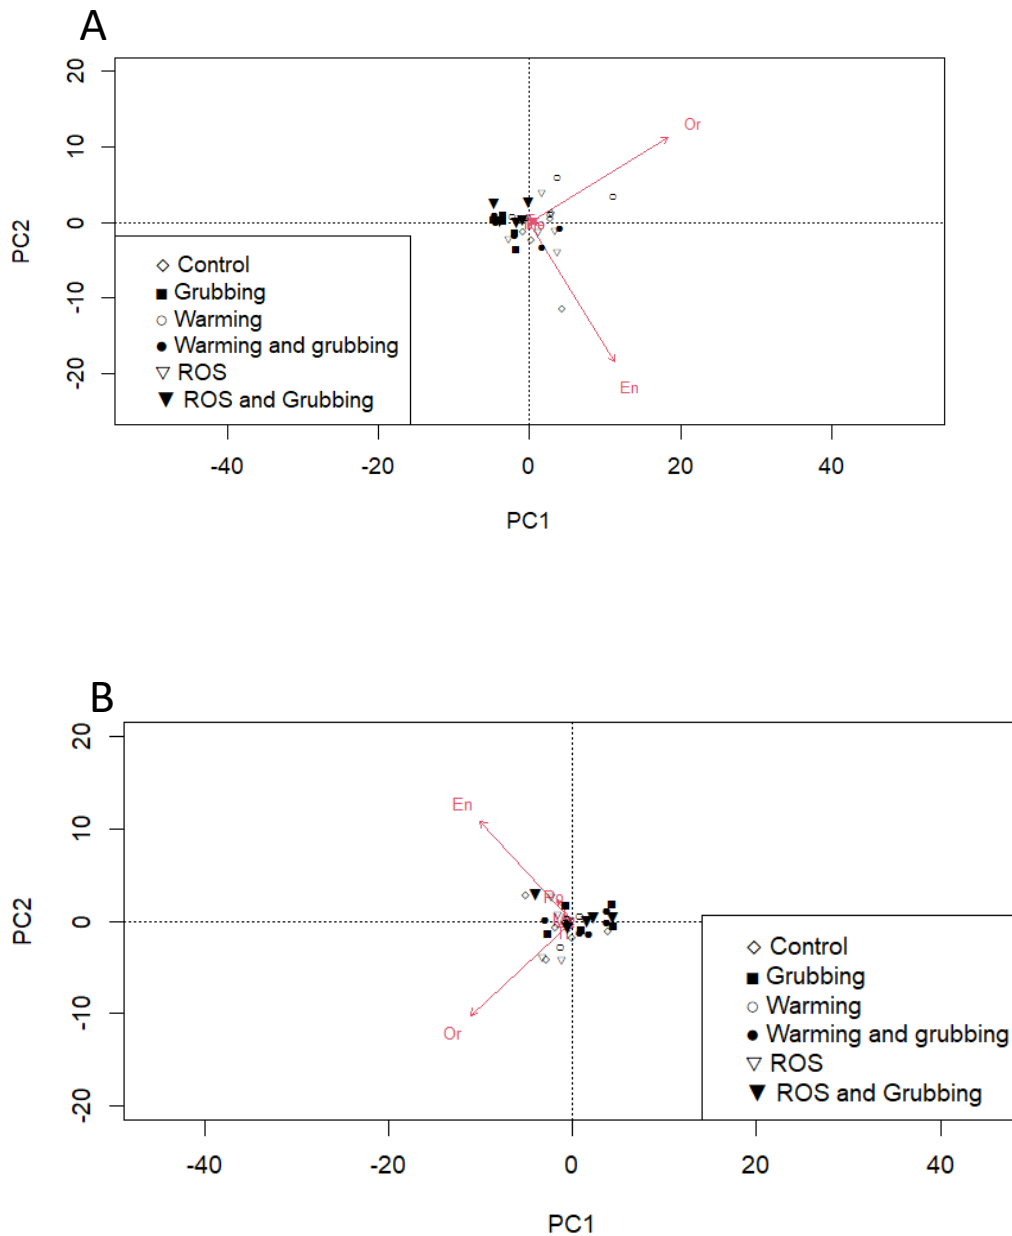 A
20
10
0
-10
-20
PC2
Or
En
◇ Control
■ Grubbing
○ Warming
● Warming and grubbing
▽ ROS
▼ ROS and Grubbing
-40
-20
0
20
40
PC1
B
20
10
0
-10
-20
PC2
En
Or
◇ Control
■ Grubbing
○ Warming
● Warming and grubbing
▽ ROS
▼ ROS and Grubbing
-40
-20
0
20
40
PC1